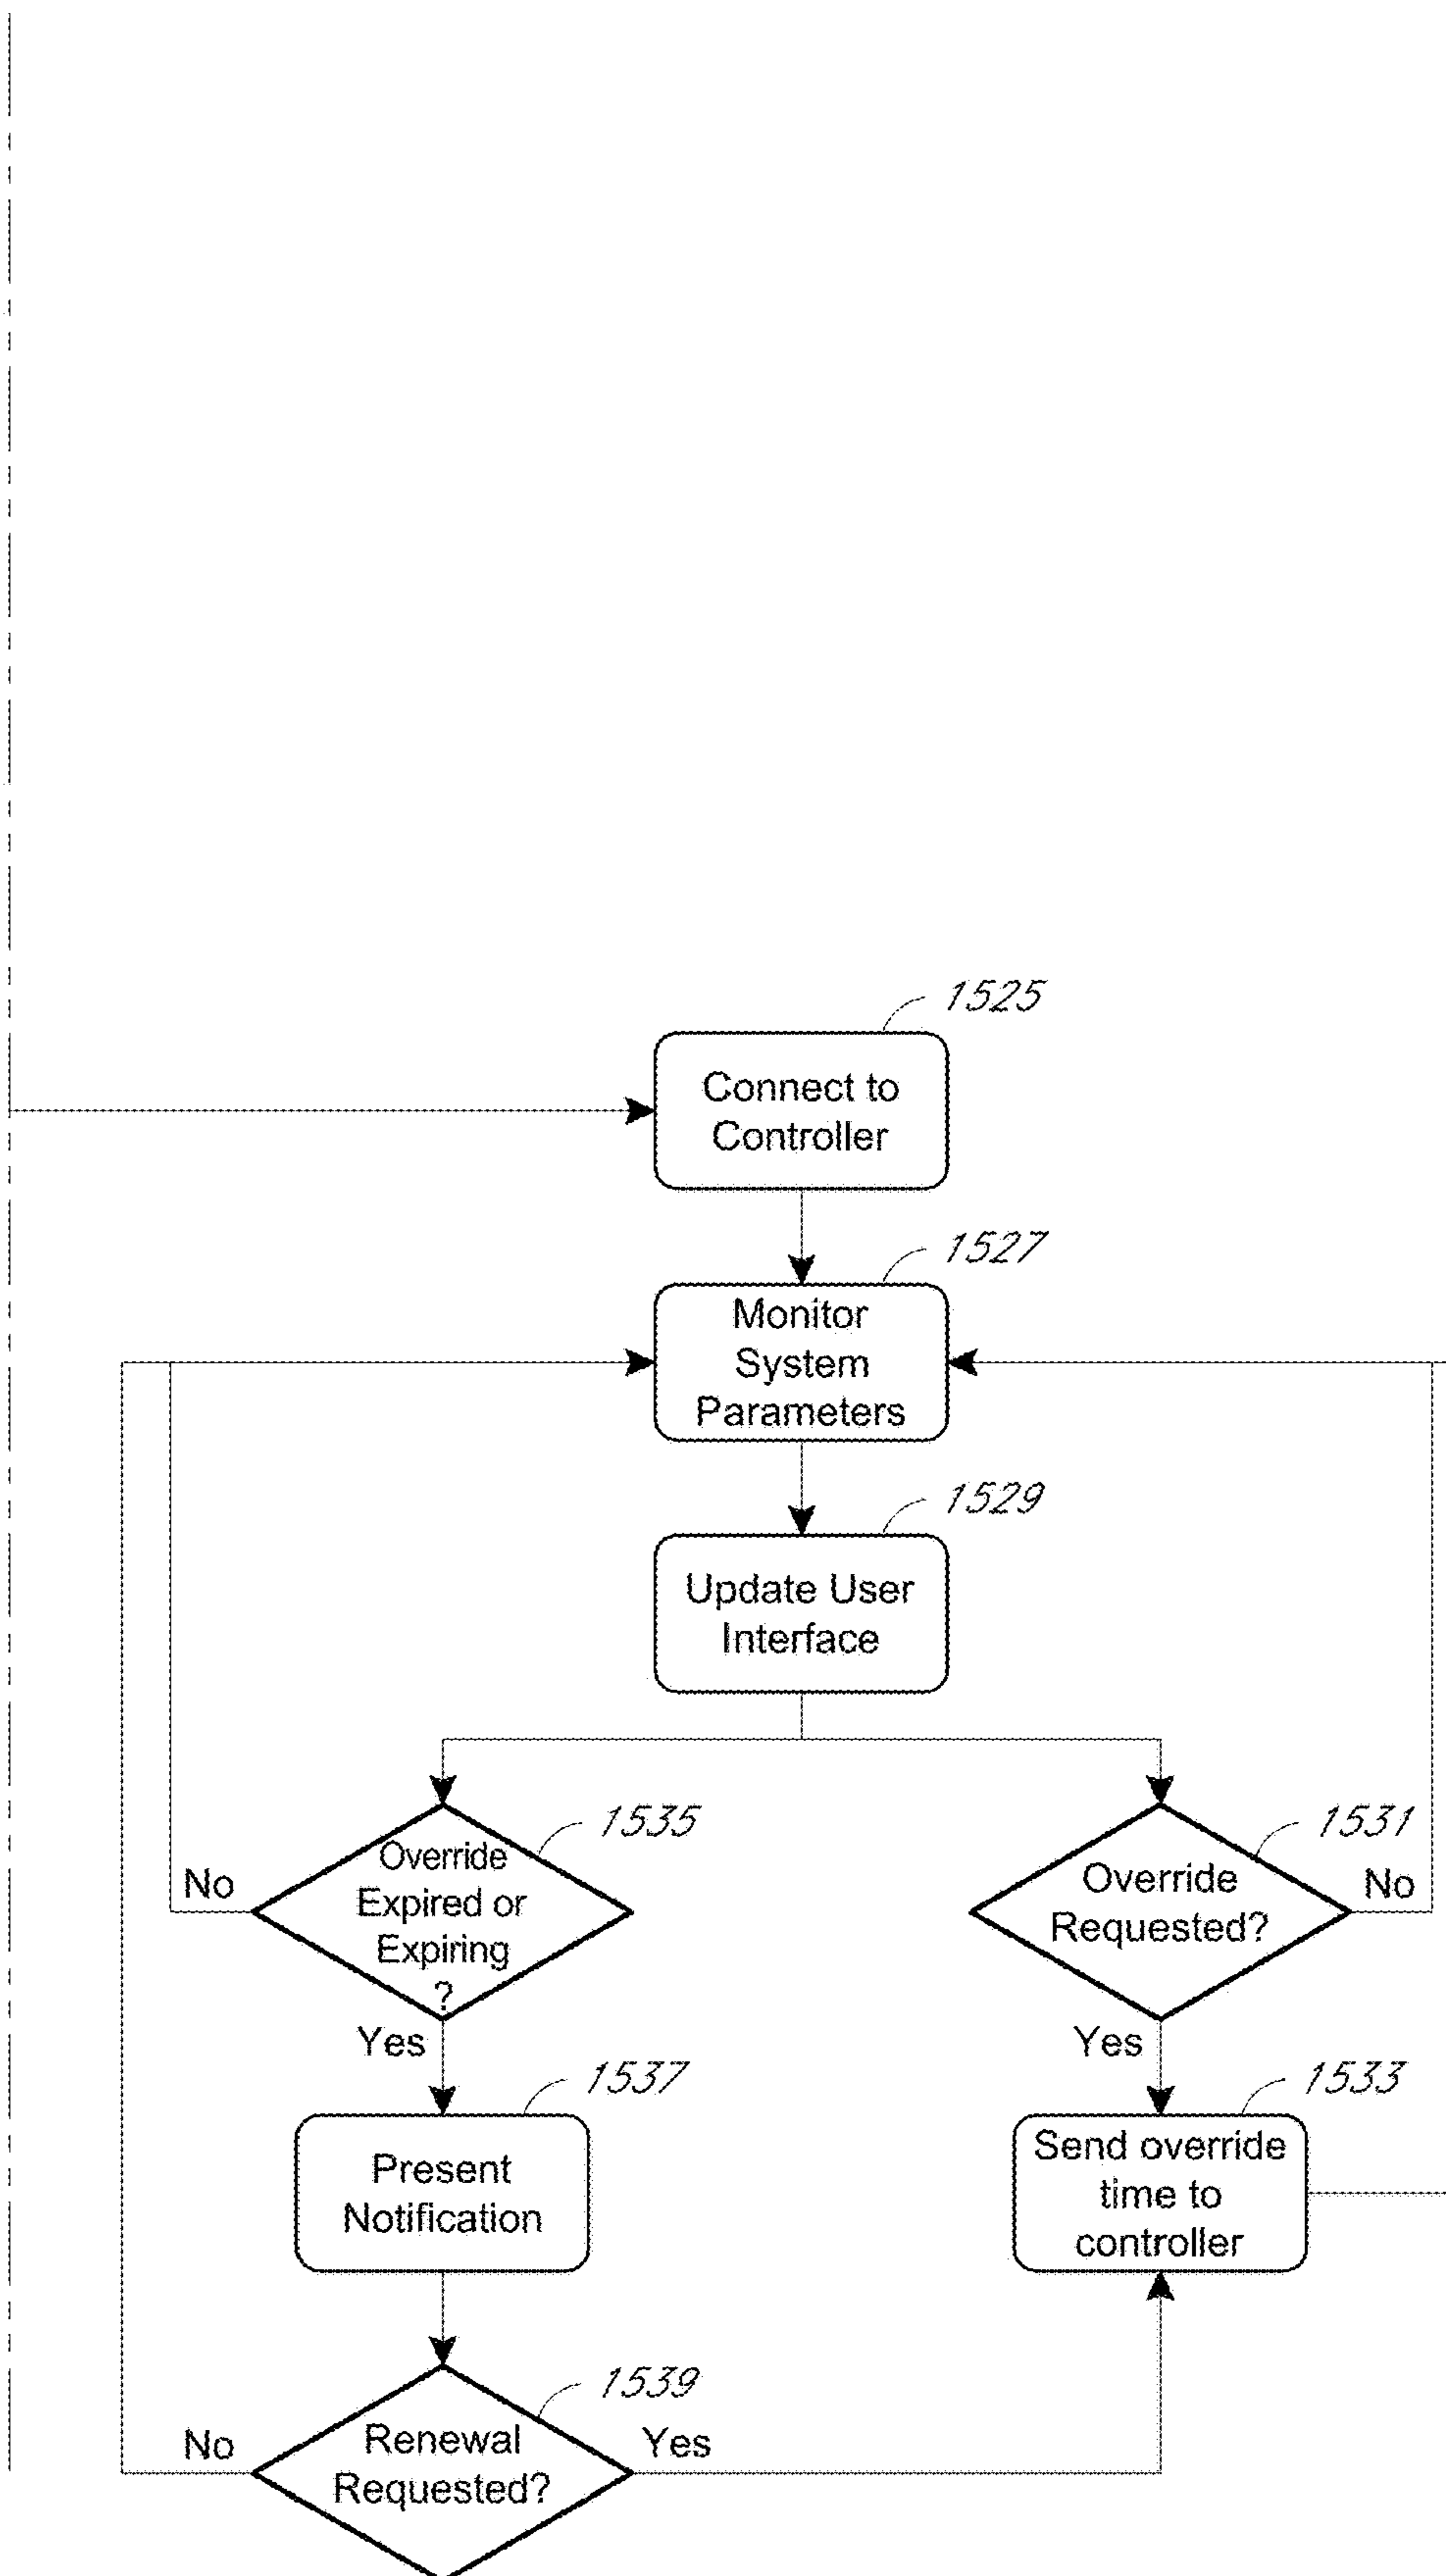 1525
Connect to
Controller
1527
Monitor
System
Parameters
1529
Update User
Interface
1535
Override
Expired or
Expiring
?
No
Yes
1531
Override
Requested?
No
Yes
1537
Present
Notification
1533
Send override
time to
controller
1539
Renewal
Requested?
No
Yes